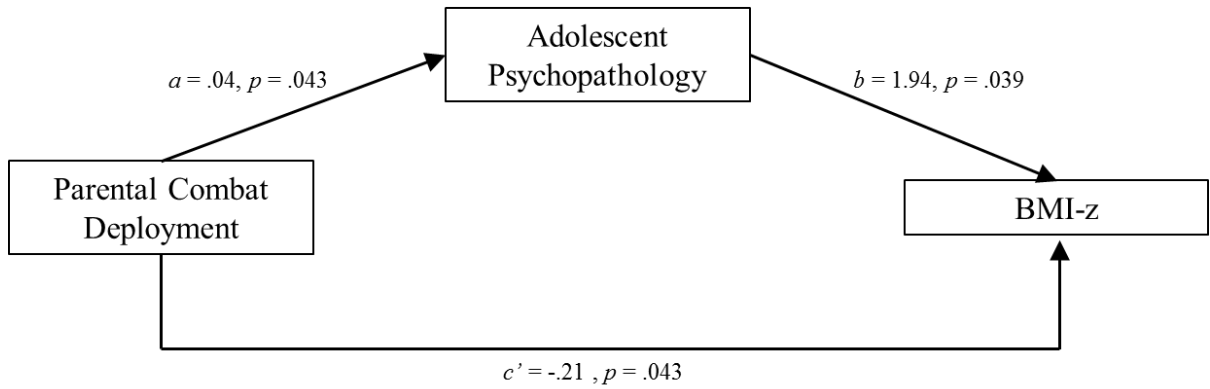 Adolescent
Psychopathology
a = .04, p = .043
b = 1.94, p = .039
Parental Combat
Deployment
BMI-z
c’ = -.21 , p = .043